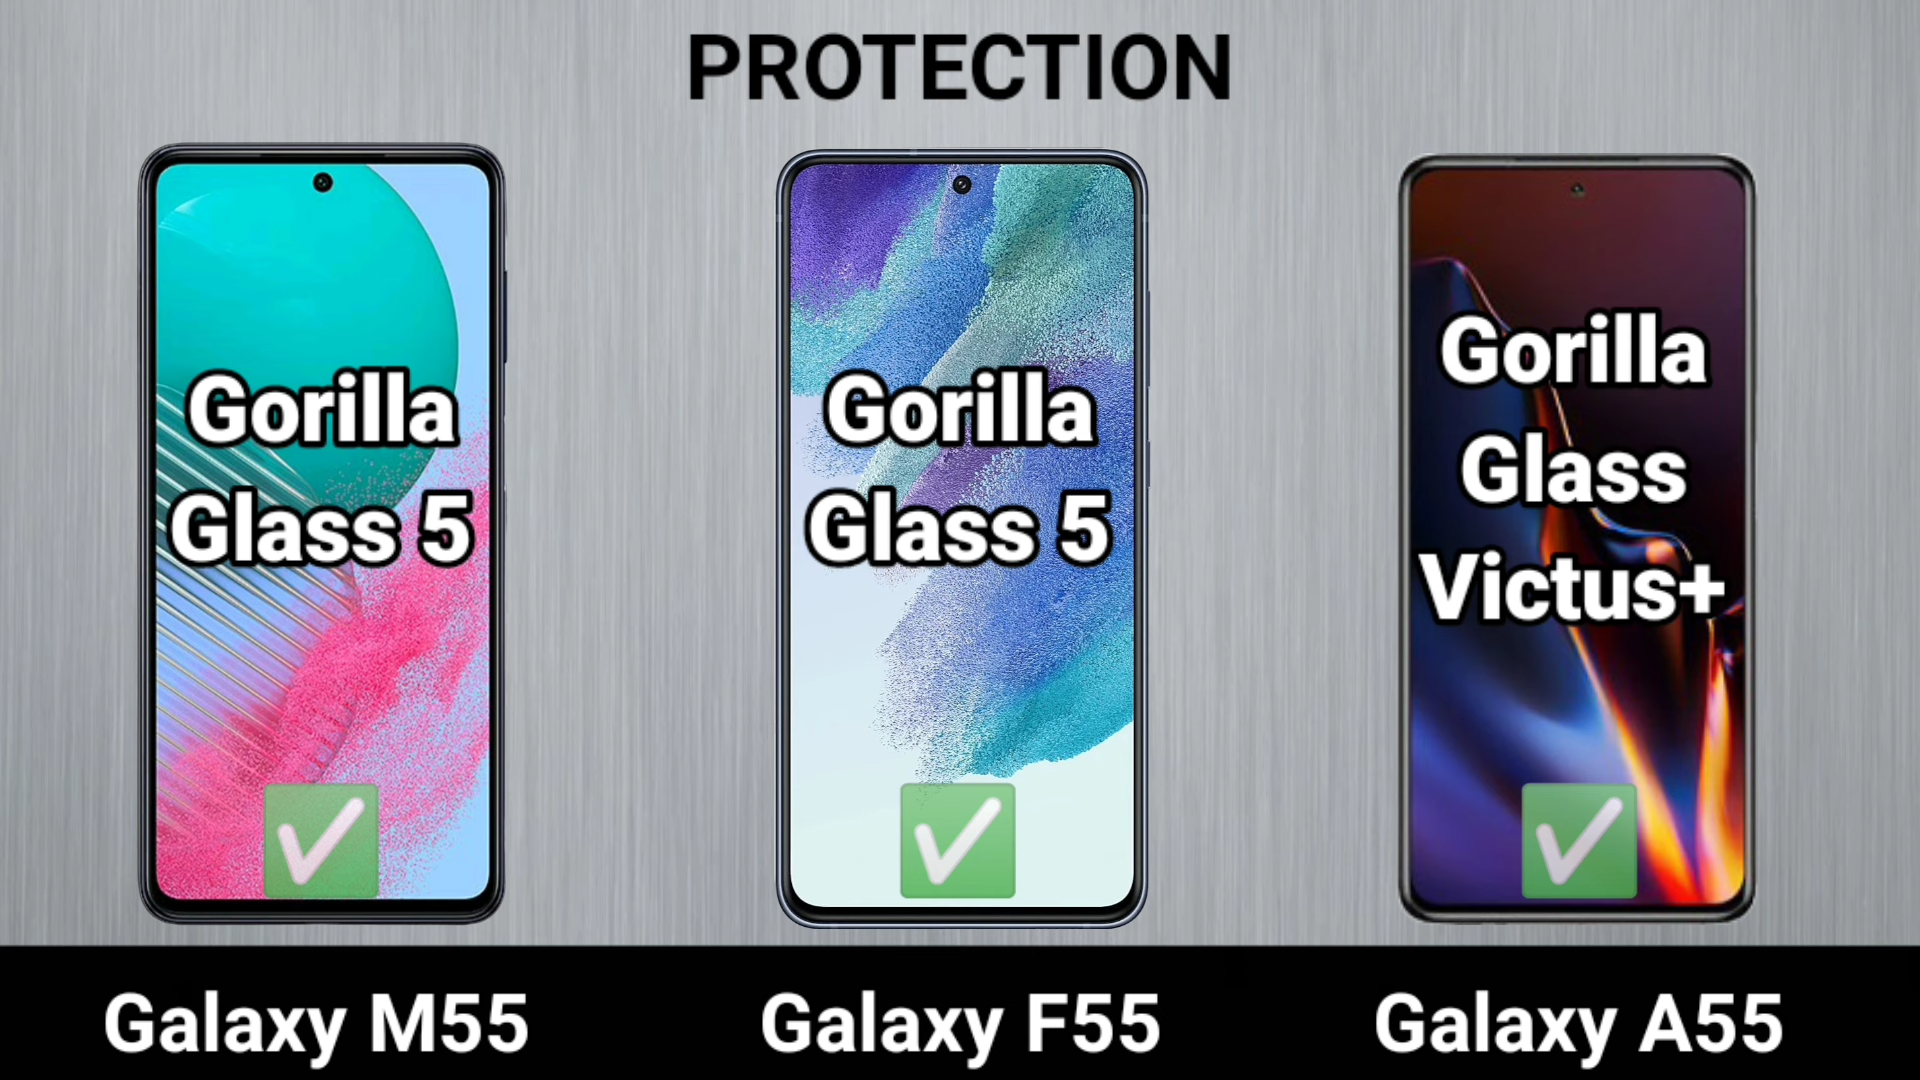 PROTECTION
Gorilla
Glass 5
Gorilla
Glass 5
Gorilla
Glass
Victus+
Galaxy M55
Galaxy F55
Galaxy A55